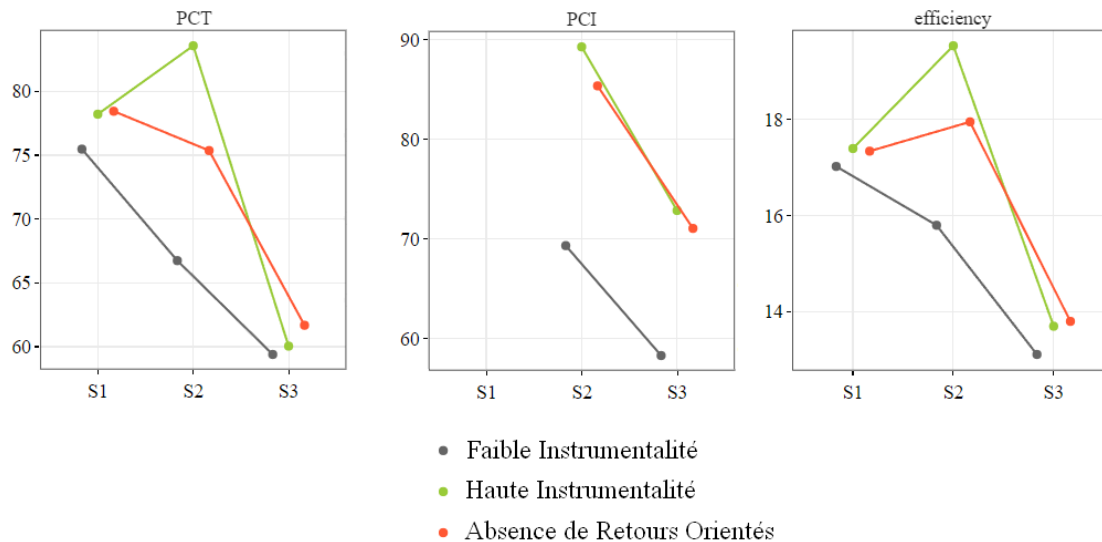 PCT
80
75
70
65
60
S1 S2 S3
PCI
90
80
70
60
S1 S2 S3
efficiency
18
16
14
S1 S2 S3
Faible Instrumentalité
Haute Instrumentalité
Absence de Retours Orientés